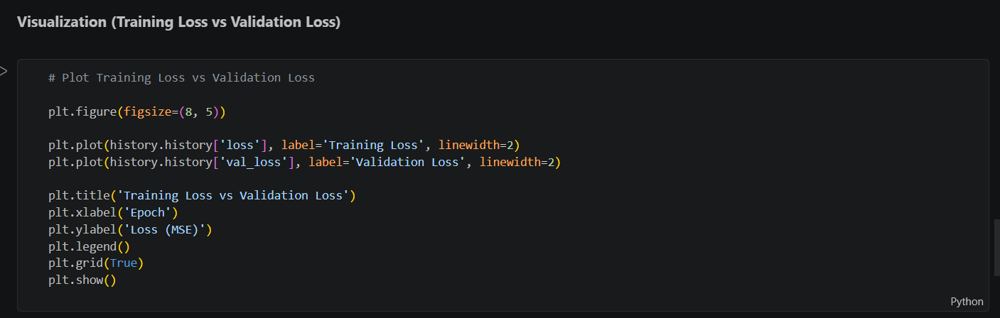 Visualization (Training Loss vs Validation Loss)
# Plot Training Loss vs Validation Loss
plt.figure(figsize=(8, 5))
plt.plot(history.history['loss'], label='Training Loss', linewidth=2)
plt.plot(history.history['val_loss'], label='Validation Loss', linewidth=2)
plt.title('Training Loss vs Validation Loss')
plt.xlabel('Epoch')
plt.ylabel('Loss (MSE)')
plt.legend()
plt.grid(True)
plt.show()
Python